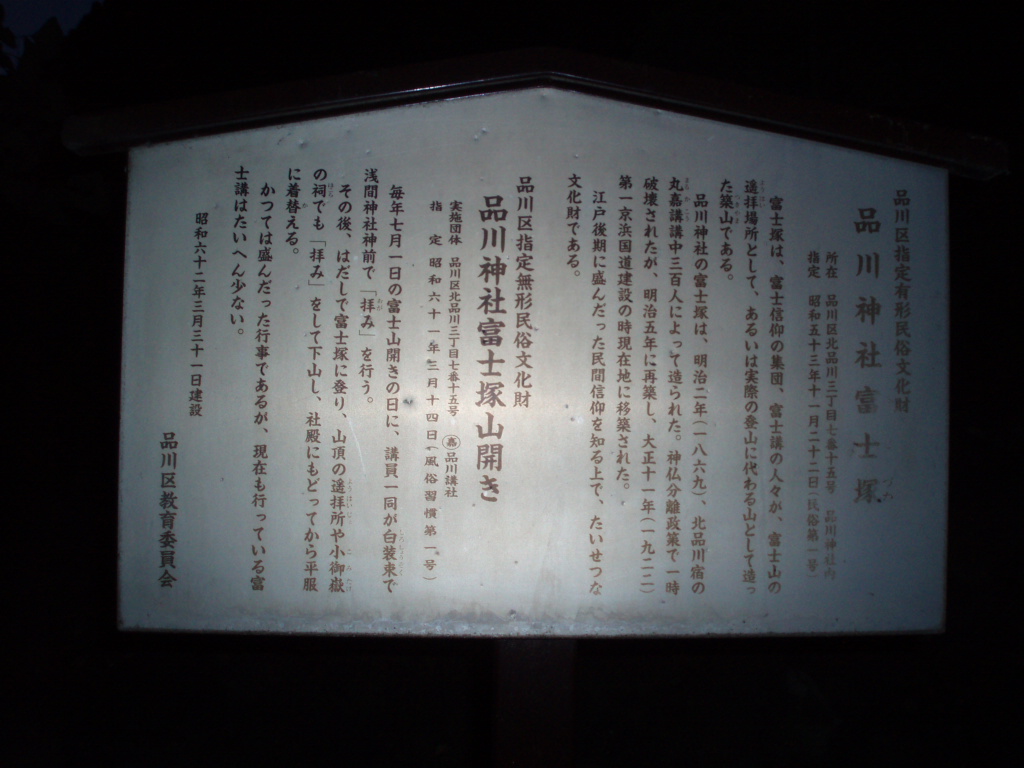 品川区指定有形民俗文化財
品川神社富士塚
所在 品川区北品川三丁目七番十五号 品川神社内
指定 昭和五十三年十一月二十二日(民俗第一号)
富士塚は、富士信仰の集団、富士講の人々が、富士山の
遥拝場所として、あるいは実際の登山に代わる山として造っ
た築山である。
品川神社の富士塚は、明治二年(一八六九)、北品川宿の
丸嘉講講中三百人によって造られた。神仏分離政策で一時
破壊されたが、明治五年に再築し、大正十一年(一九二二)
第一京浜国道建設の時現在地に移築された。
江戸後期に盛んだった民間信仰を知る上で、たいせつな
文化財である。
品川区指定無形民俗文化財
品川神社富士塚山開き
実施団体 品川区北品川三丁目七番十五号 ㊥品川講社
指定 昭和六十一年三月十四日(風俗習慣第一号)
毎年七月一日の富士山開きの日に、講員一同が白装束で
浅間神社神前で「拝み」を行う。
その後、はだしで富士塚に登り、山頂の遥拝所や小御嶽
の祠でも「拝み」をして下山し、社殿にもどってから平服
に着替える。
かつては盛んだった行事であるが、現在も行っている富
士講はたいへん少ない。
昭和六十二年三月三十一日建設
品川区教育委員会